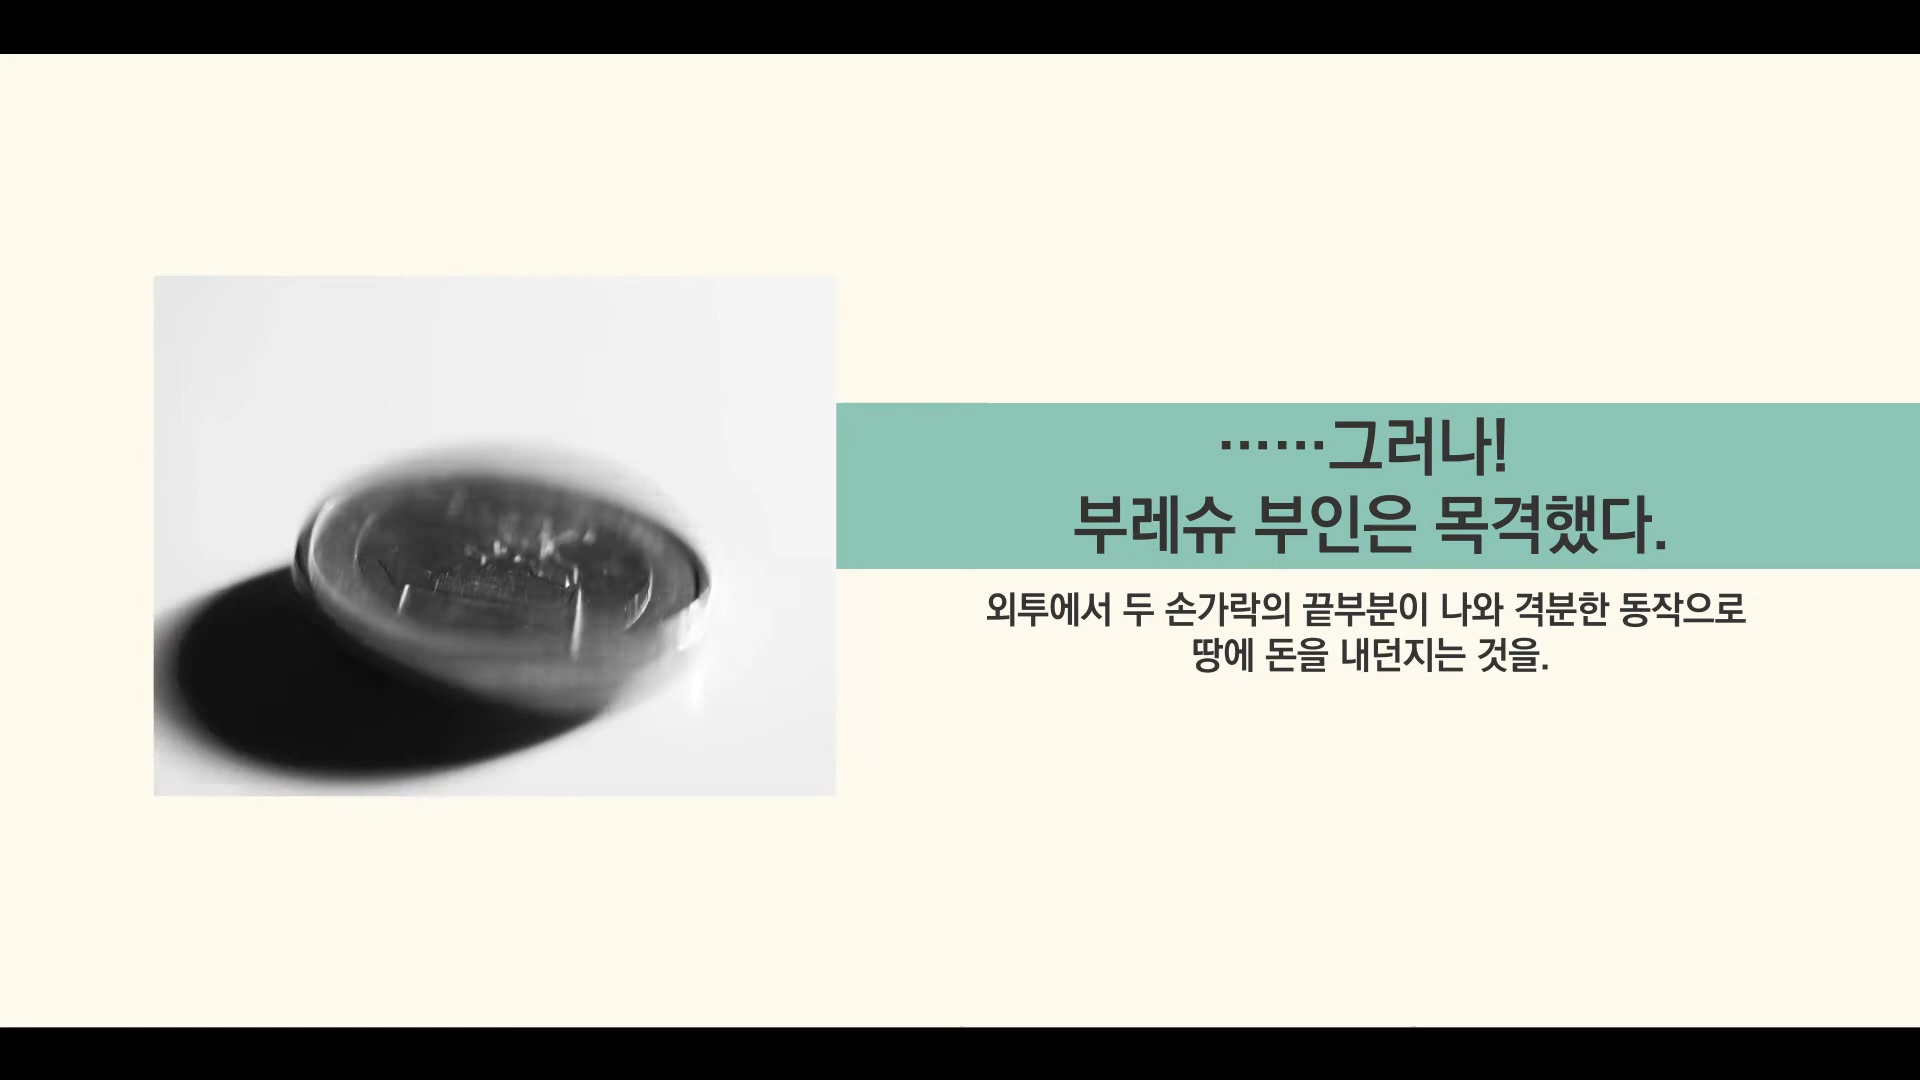 ……그러나!
부레슈 부인은 목격했다.
외투에서 두 손가락의 끝부분이 나와 격분한 동작으로
땅에 돈을 내던지는 것을.